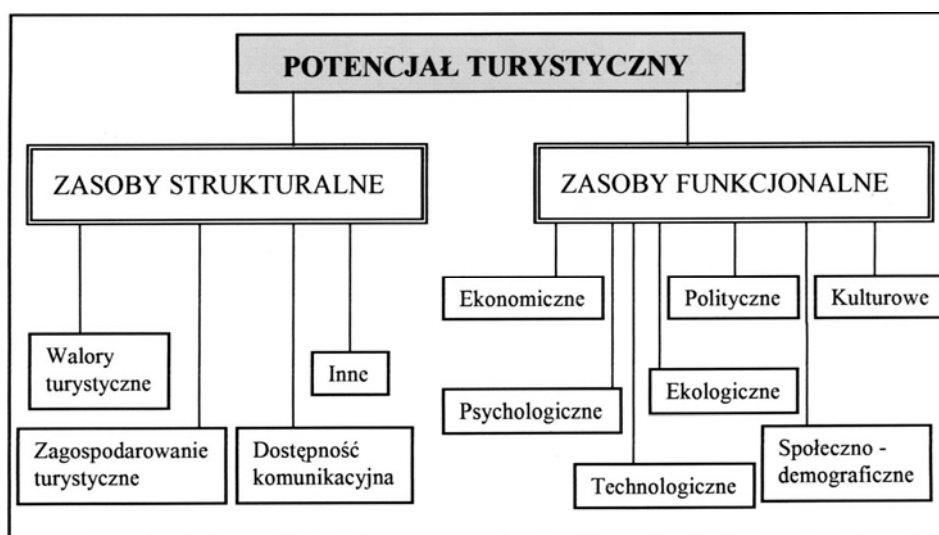 POTENCJAŁ TURYSTYCZNY
ZASOBY STRUKTURALNE
ZASOBY FUNKCJONALNE
Walory
turystyczne
Zagospodarowanie
turystyczne
Dostępność
komunikacyjna
Inne
Ekonomiczne
Psychologiczne
Technologiczne
Ekologiczne
Polityczne
Społeczno -
demograficzne
Kulturowe